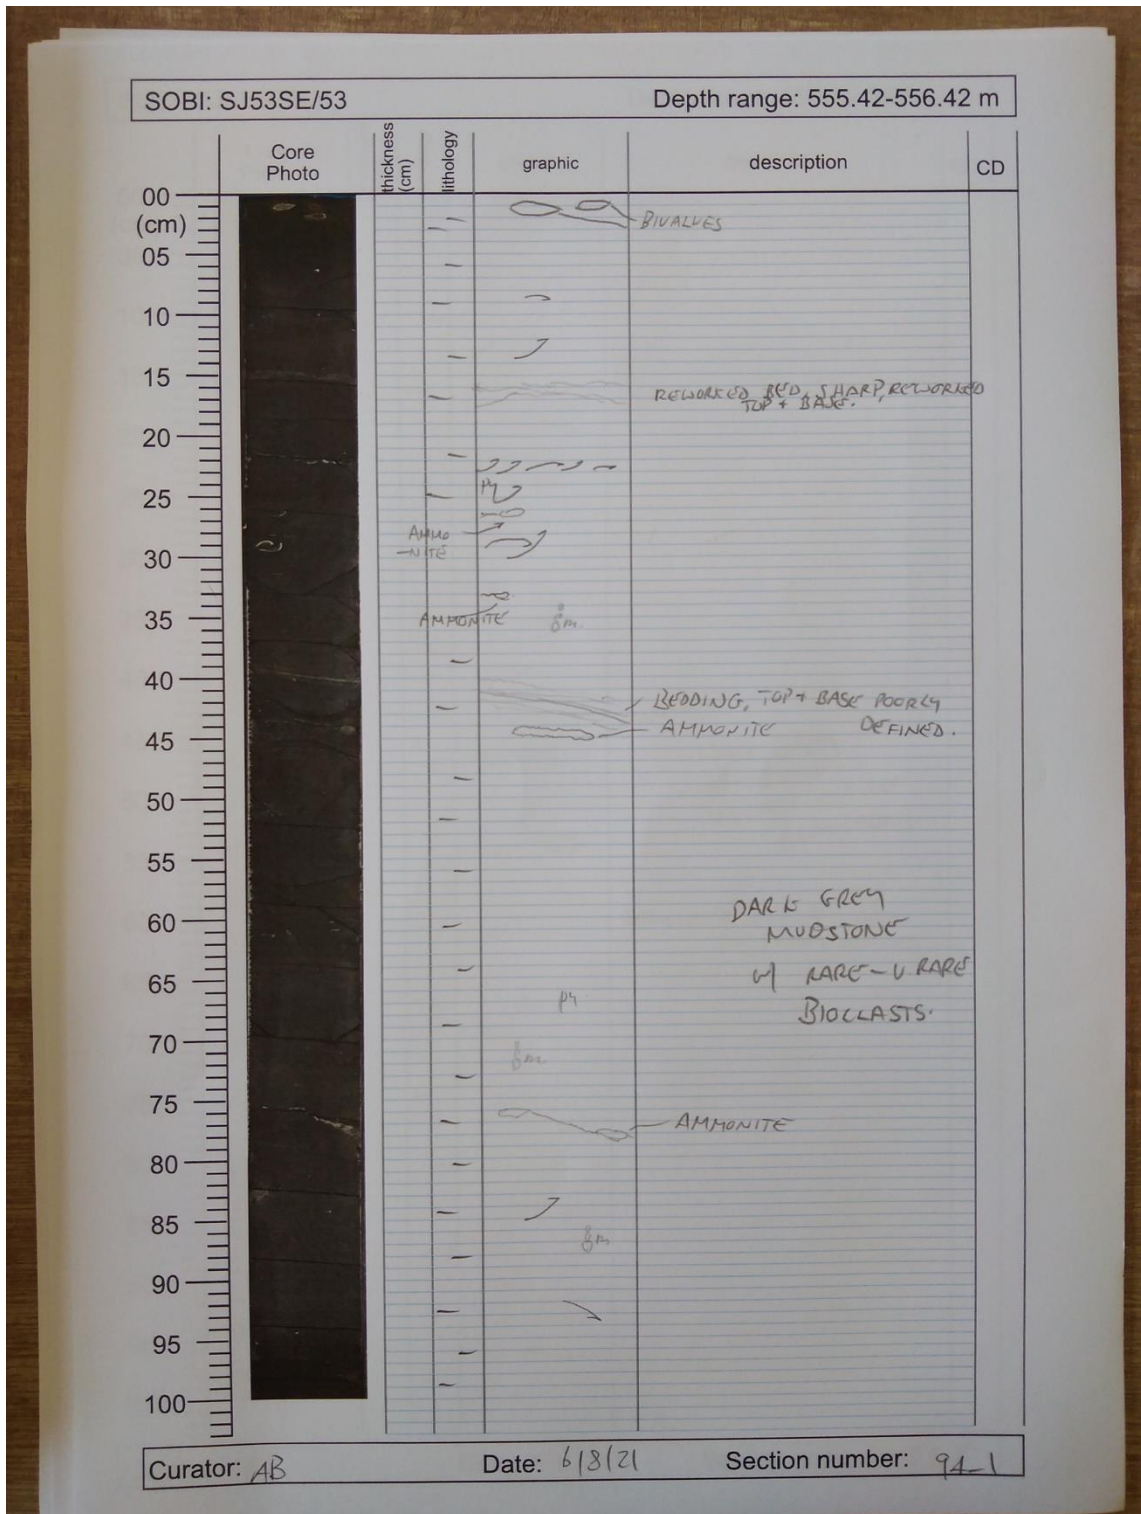 SOBI: SJ53SE/53 Depth range: 555.42-556.42 m
Core Photo thickness (cm) lithology graphic description CD
00
(cm)
BIVALVES
05
10
15
REWORKED BED, SHARP, REWORKED
TOP + BASE.
20
py
25
AMMO
-NITE
30
35
AMMONITE
m
40
BEDDING, TOP + BASE POORLY
DEFINED.
AMMONITE
45
50
55
DARK GREY
60
MUDSTONE
65
w/ RARE - V. RARE
py
BIOCLASTS.
70
m
75
AMMONITE
80
85
m
90
95
100
Curator: AB Date: 6/8/21 Section number: 94_1